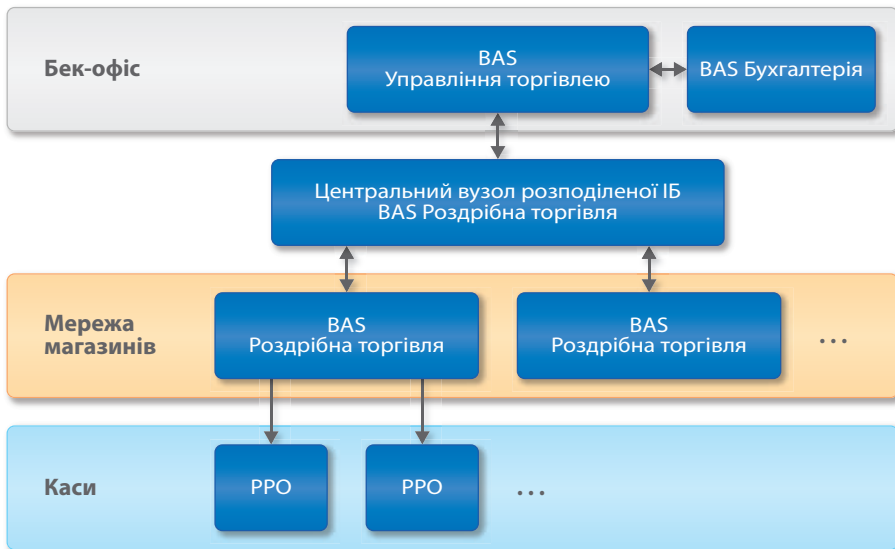 Бек-офіс
BAS
Управління торгівлею
BAS Бухгалтерія
Центральний вузол розподіленої ІБ
BAS Роздрібна торгівля
Мережа
магазинів
BAS
Роздрібна торгівля
BAS
Роздрібна торгівля
...
Каси
РРО
РРО
...